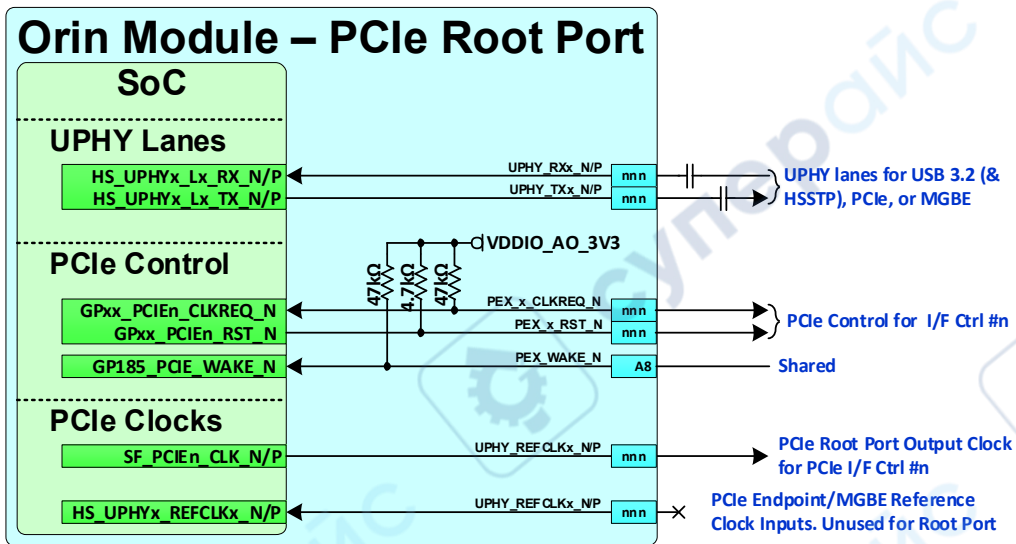 Orin Module – PCIe Root Port
SoC
UPHY Lanes
HS_UPHYx_Lx_RX_N/P
UPHY_RXx_N/P
nnn
HS_UPHYx_Lx_TX_N/P
UPHY_TXx_N/P
nnn
UPHY lanes for USB 3.2 (&
HSSTP), PCIe, or MGBE
VDDIO_AO_3V3
PCIe Control
47kΩ
4.7kΩ
47kΩ
GPxx_PCIEn_CLKREQ_N
PEX_x_CLKREQ_N
nnn
GPxx_PCIEn_RST_N
PEX_x_RST_N
nnn
PCIe Control for I/F Ctrl #n
GP185_PCIE_WAKE_N
PEX_WAKE_N
A8
Shared
PCIe Clocks
SF_PCIEn_CLK_N/P
UPHY_REFCLKx_N/P
nnn
PCIe Root Port Output Clock
for PCIe I/F Ctrl #n
HS_UPHYx_REFCLKx_N/P
UPHY_REFCLKx_N/P
nnn
PCIe Endpoint/MGBE Reference
Clock Inputs. Unused for Root Port
суперайс